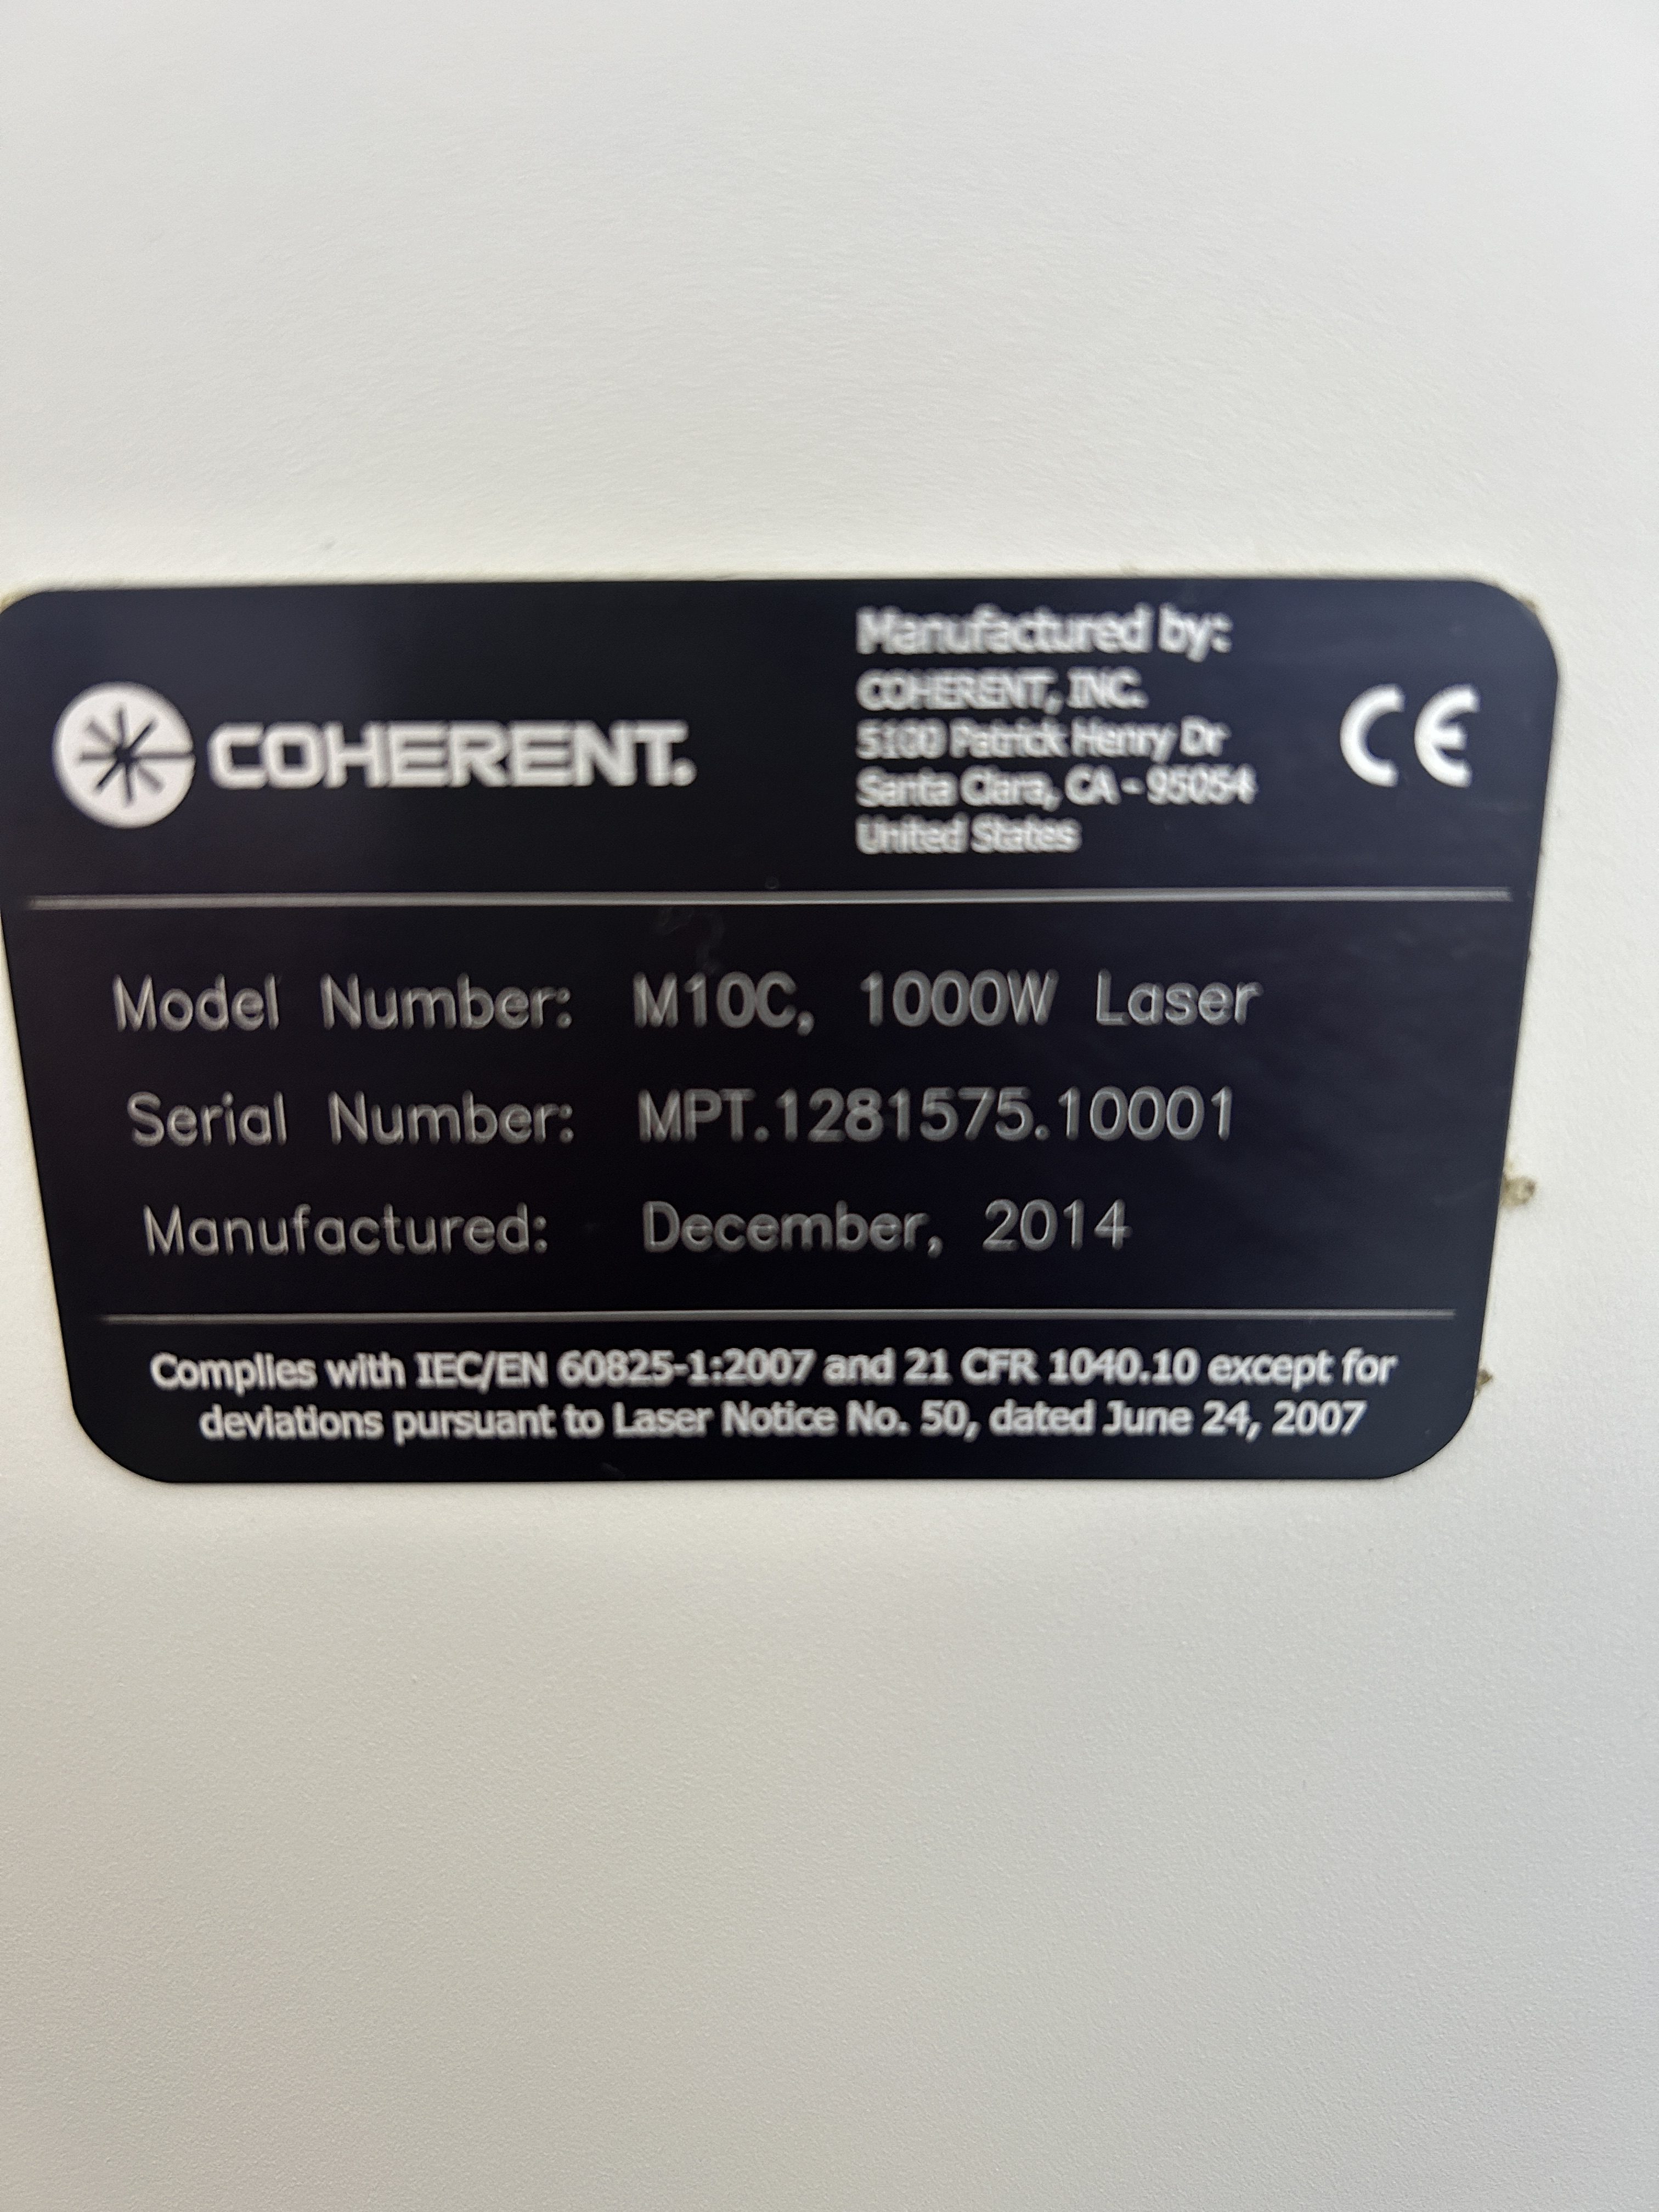 COHERENT.
Manufactured by:
COHERENT, INC.
5100 Patrick Henry Dr
Santa Clara, CA - 95054
United States
CE
Model Number: M10C, 1000W Laser
Serial Number: MPT.1281575.10001
Manufactured: December, 2014
Complies with IEC/EN 60825-1:2007 and 21 CFR 1040.10 except for
deviations pursuant to Laser Notice No. 50, dated June 24, 2007